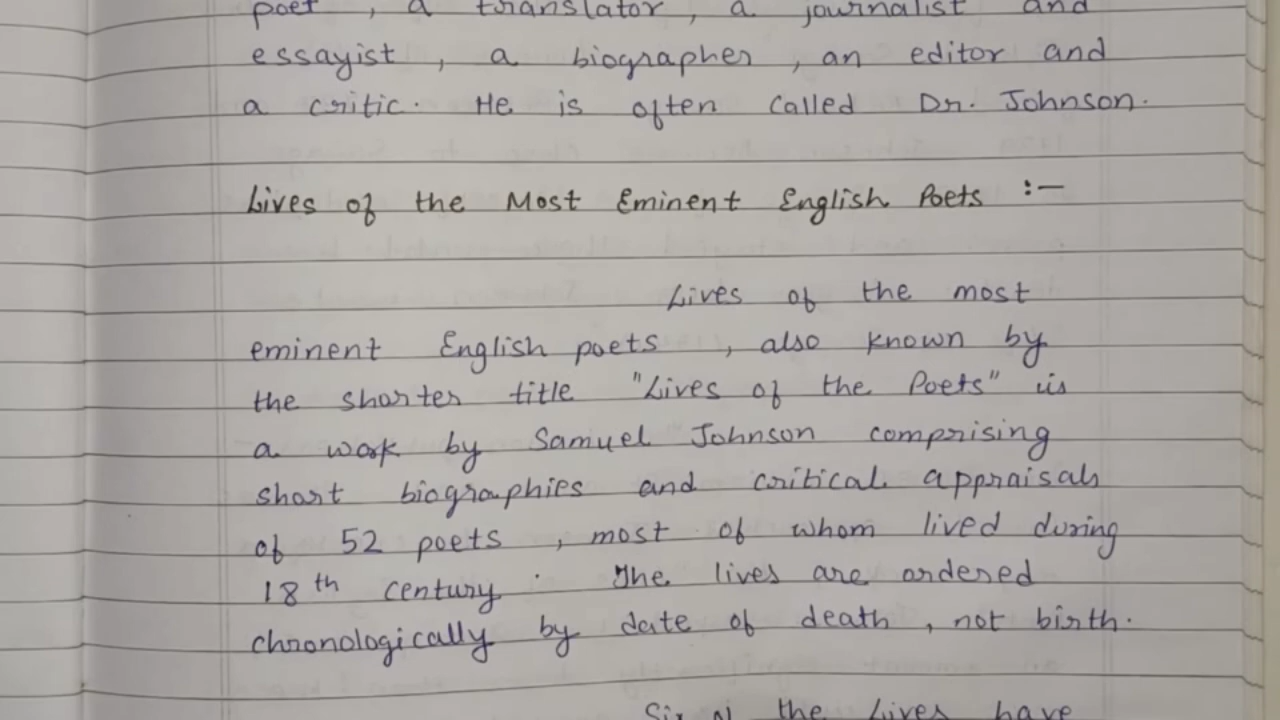 poet , a translator , a journalist and
essayist , a biographer , an editor and
a critic. He is often called Dr. Johnson.
Lives of the Most Eminent English Poets :-
Lives of the most
eminent English poets , also known by
the shorter title "Lives of the Poets" is
a work by Samuel Johnson comprising
short biographies and critical appraisals
of 52 poets , most of whom lived during
18th century . The lives are ordered
chronologically by date of death , not birth.
the Lives have